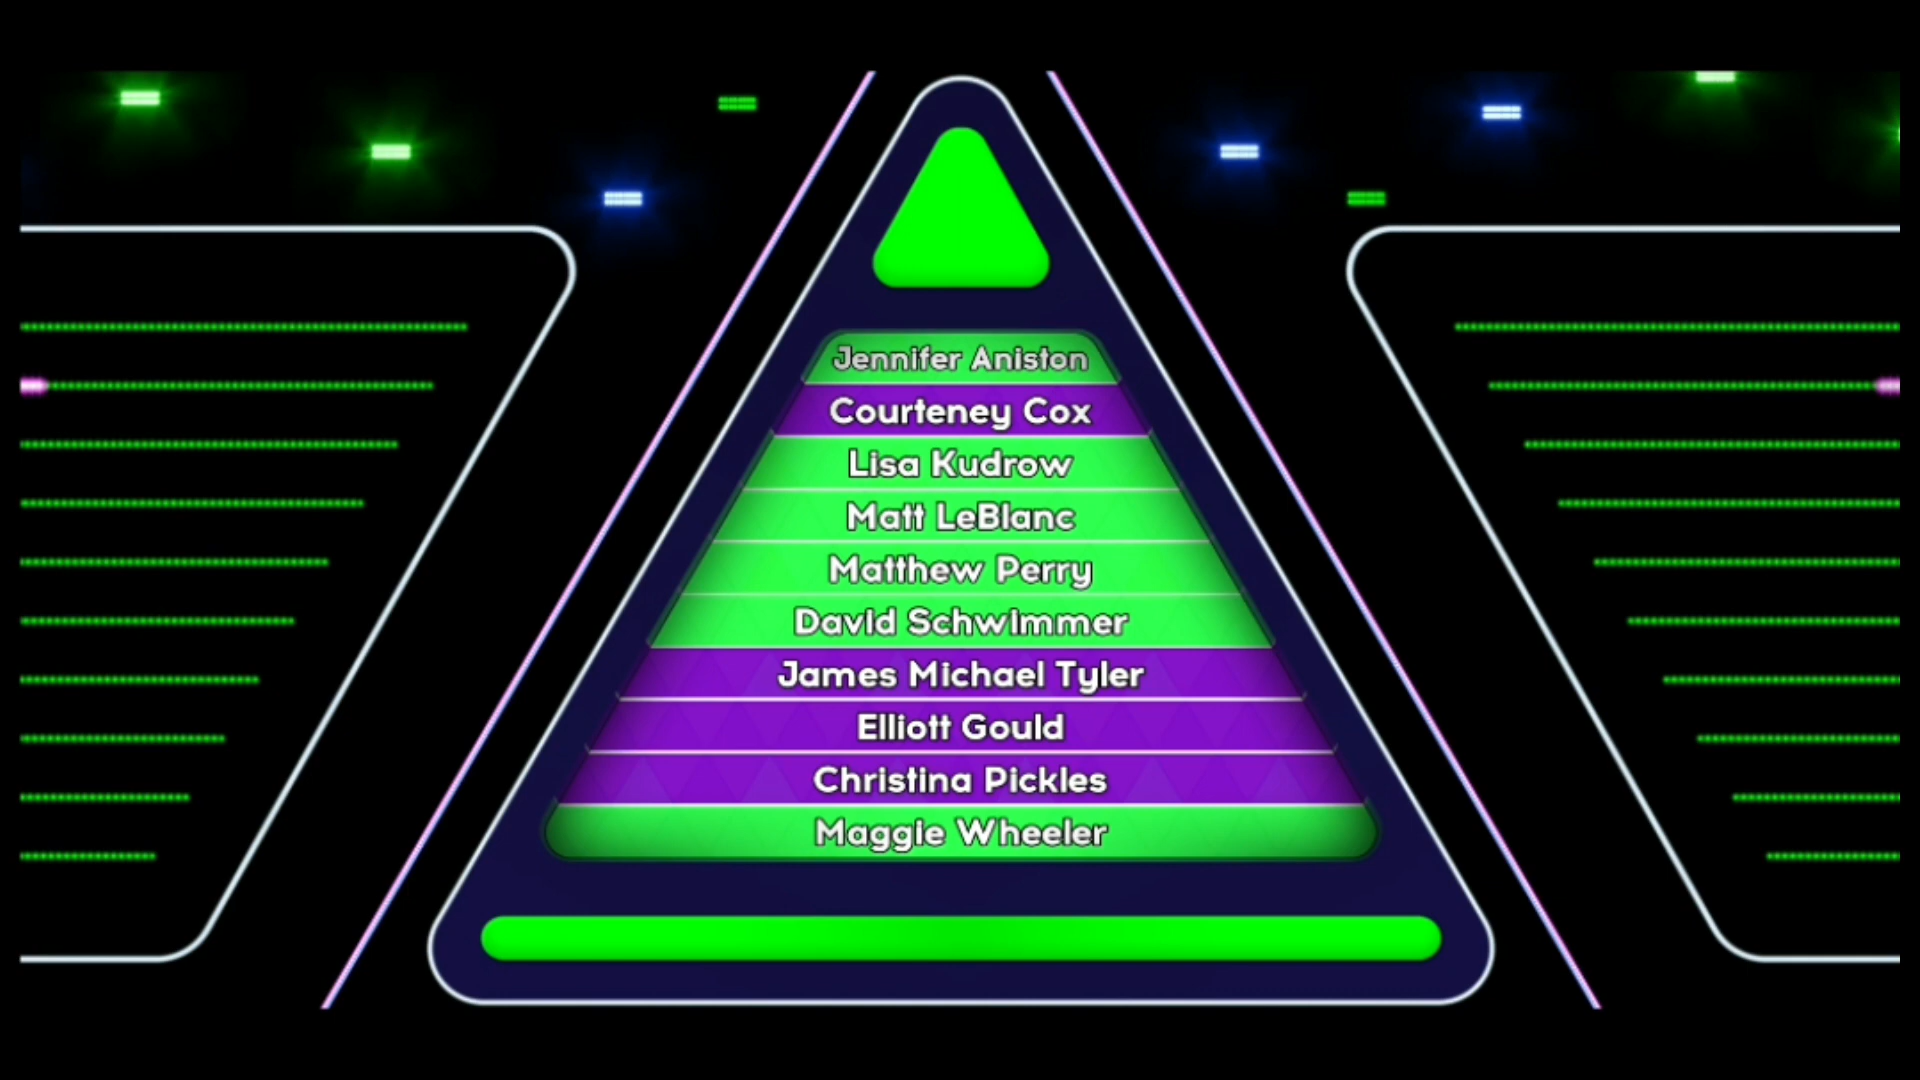 Jennifer Aniston
Courteney Cox
Lisa Kudrow
Matt LeBlanc
Matthew Perry
David Schwimmer
James Michael Tyler
Elliott Gould
Christina Pickles
Maggie Wheeler